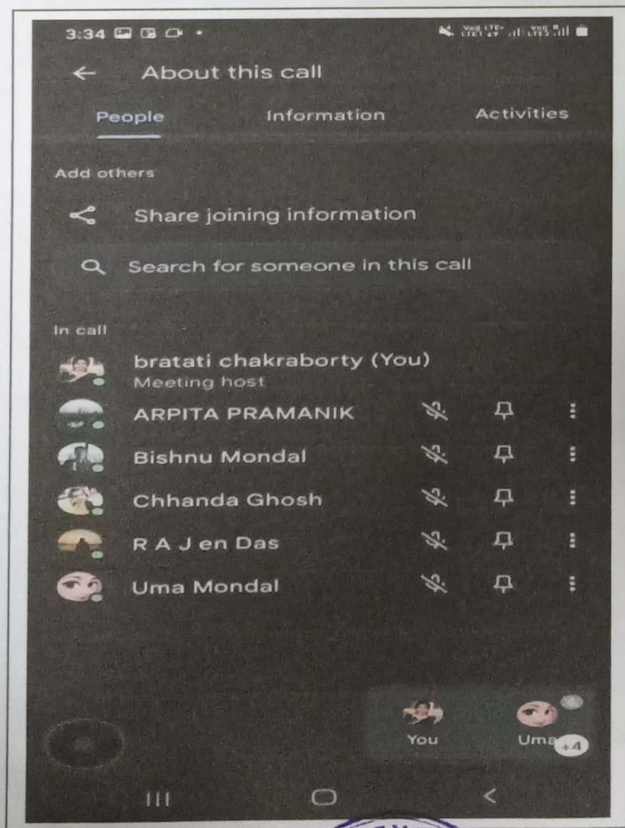 3:34
About this call
People Information Activities
Add others
Share joining information
Search for someone in this call
In call
bratati chakraborty (You)
Meeting host
ARPITA PRAMANIK
Bishnu Mondal
Chhanda Ghosh
R A J en Das
Uma Mondal
You Uma +4